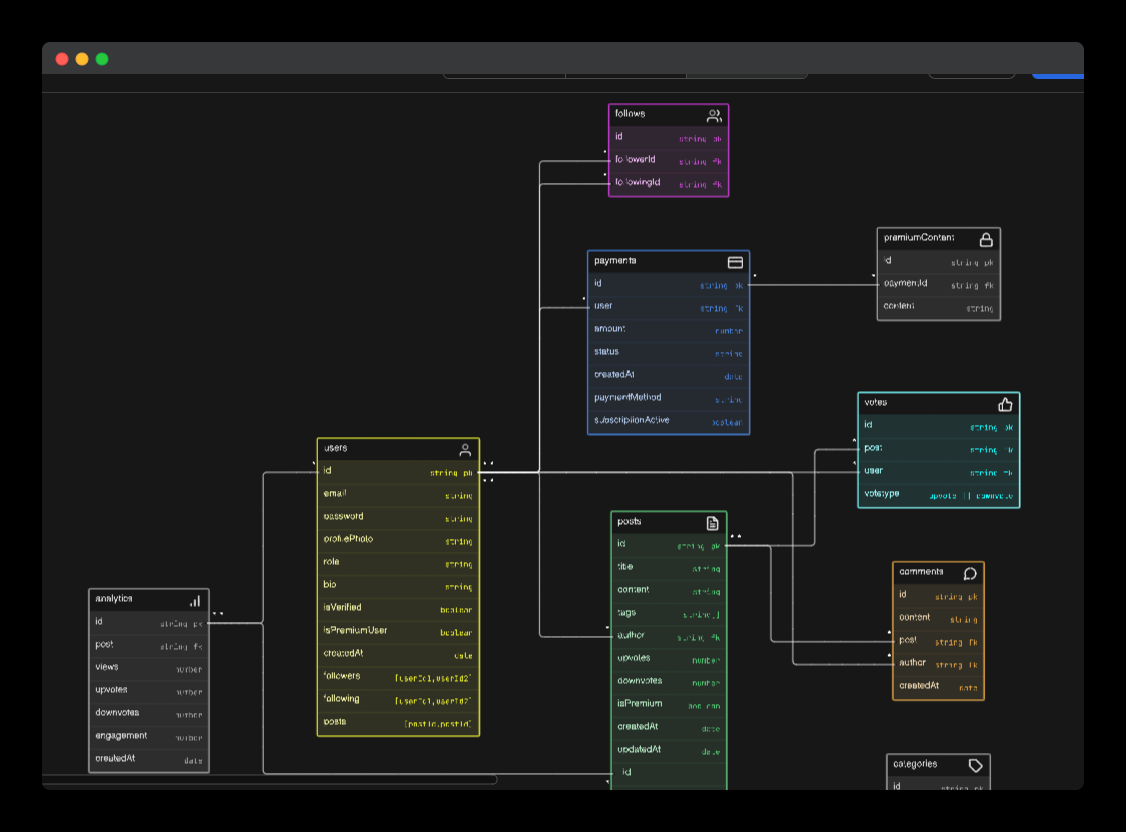 follows
id string pk
followerId string fk
followingId string fk
payments
id string pk
user string fk
amount number
status string
createdAt date
paymentMethod string
subscriptionActive boolean
premiumContent
id string pk
paymentId string fk
content string
votes
id string pk
post string fk
user string fk
votetype upvote || downvote
users
id string pk
email string
password string
profilePhoto string
role string
bio string
isVerified boolean
isPremiumUser boolean
createdAt date
followers [userId1,userId2]
following [userId1,userId2]
posts [postId,postId]
posts
id string pk
title string
content string
tags string[]
author string fk
upvotes number
downvotes number
isPremium boolean
createdAt date
updatedAt date
id
comments
id string pk
content string
post string fk
author string fk
createdAt date
analytics
id string pk
post string fk
views number
upvotes number
downvotes number
engagement number
createdAt date
categories
id string pk